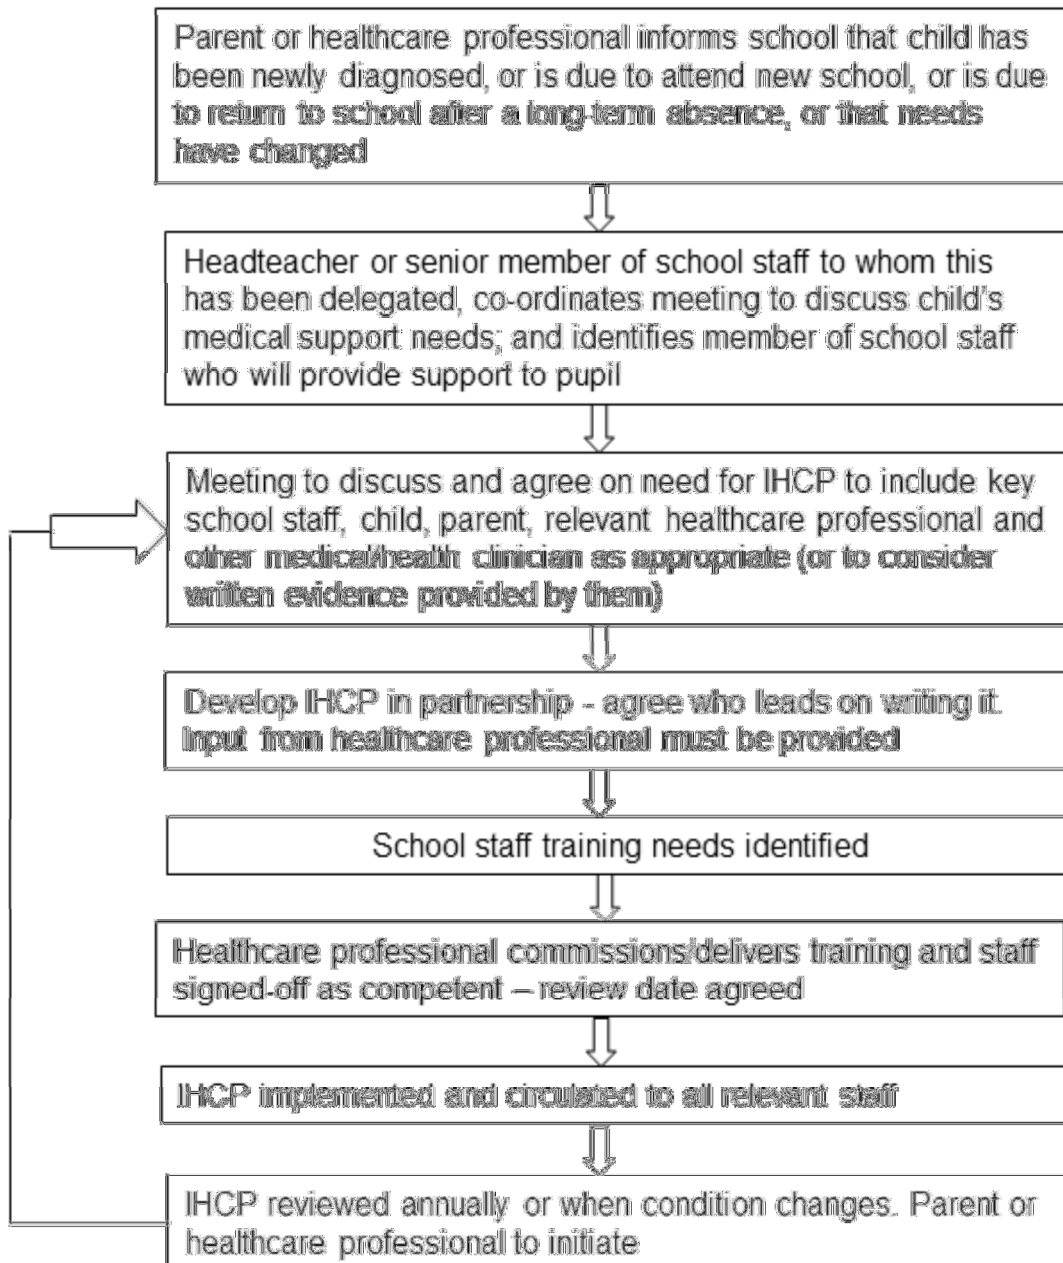 Parent or healthcare professional informs school that child has
been newly diagnosed, or is due to attend new school, or is due
to return to school after a long-term absence, or that needs
have changed
Headteacher or senior member of school staff to whom this
has been delegated, co-ordinates meeting to discuss child's
medical support needs; and identifies member of school staff
who will provide support to pupil
Meeting to discuss and agree on need for IHCP to include key
school staff, child, parent, relevant healthcare professional and
other medical/health clinician as appropriate (or to consider
written evidence provided by them)
Develop IHCP in partnership - agree who leads on writing it.
Input from healthcare professional must be provided
School staff training needs identified
Healthcare professional commissions/delivers training and staff
signed-off as competent – review date agreed
IHCP implemented and circulated to all relevant staff
IHCP reviewed annually or when condition changes. Parent or
healthcare professional to initiate